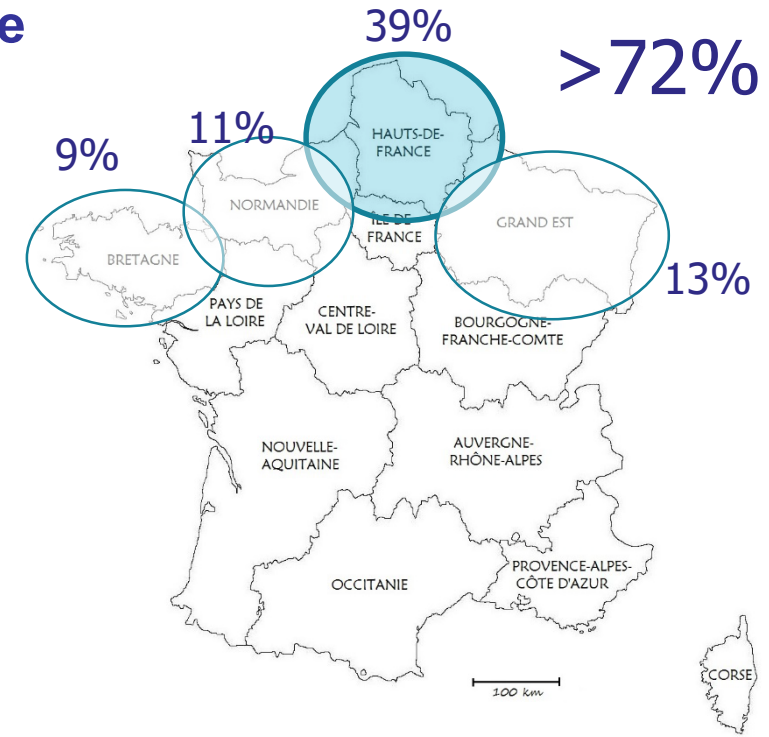 e
39%
>72%
11%
9%
HAUTS-DE-
FRANCE
NORMANDIE
ÎLE-DE-
FRANCE
GRAND EST
BRETAGNE
13%
PAYS DE
LA LOIRE
CENTRE-
VAL DE LOIRE
BOURGOGNE-
FRANCHE-COMTE
NOUVELLE-
AQUITAINE
AUVERGNE-
RHÔNE-ALPES
OCCITANIE
PROVENCE-ALPES-
CÔTE D'AZUR
CORSE
100 km